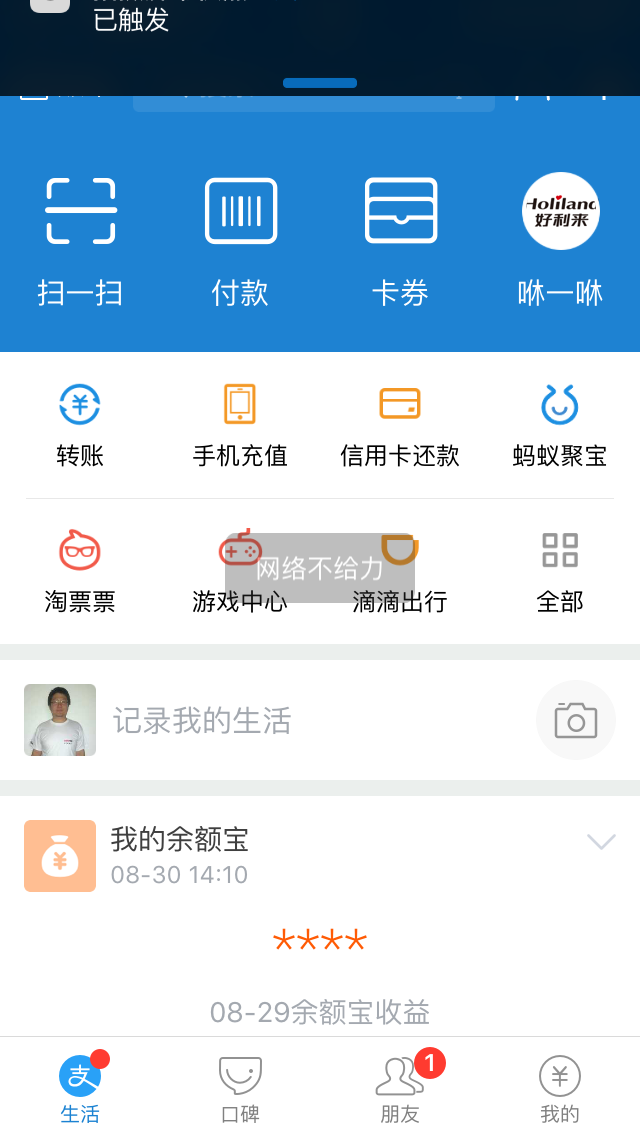 已触发
Holiland
好利来
扫一扫
付款
卡券
咻一咻
转账
手机充值
信用卡还款
蚂蚁聚宝
网络不给力
淘票票
游戏中心
滴滴出行
全部
记录我的生活
我的余额宝
08-30 14:10
****
08-29余额宝收益
支
1
生活
口碑
朋友
我的